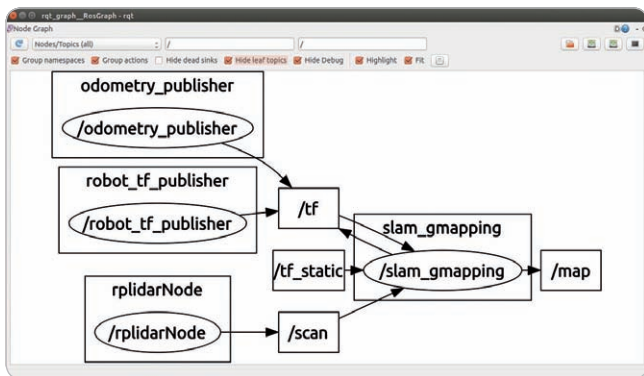 rqt_graph__RosGraph - rqt
Node Graph
Nodes/Topics (all)
/
/
Group namespaces
Group actions
Hide dead sinks
Hide leaf topics
Hide Debug
Highlight
Fit
odometry_publisher
/odometry_publisher
robot_tf_publisher
/robot_tf_publisher
/tf
slam_gmapping
/tf_static
/slam_gmapping
/map
rplidarNode
/rplidarNode
/scan